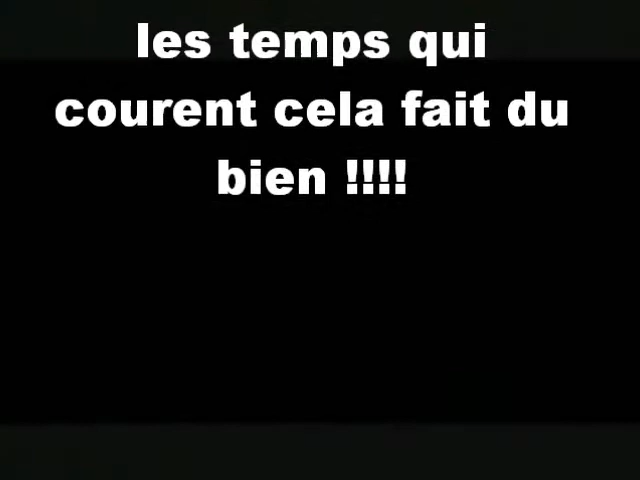 les temps qui
courent cela fait du
bien !!!!